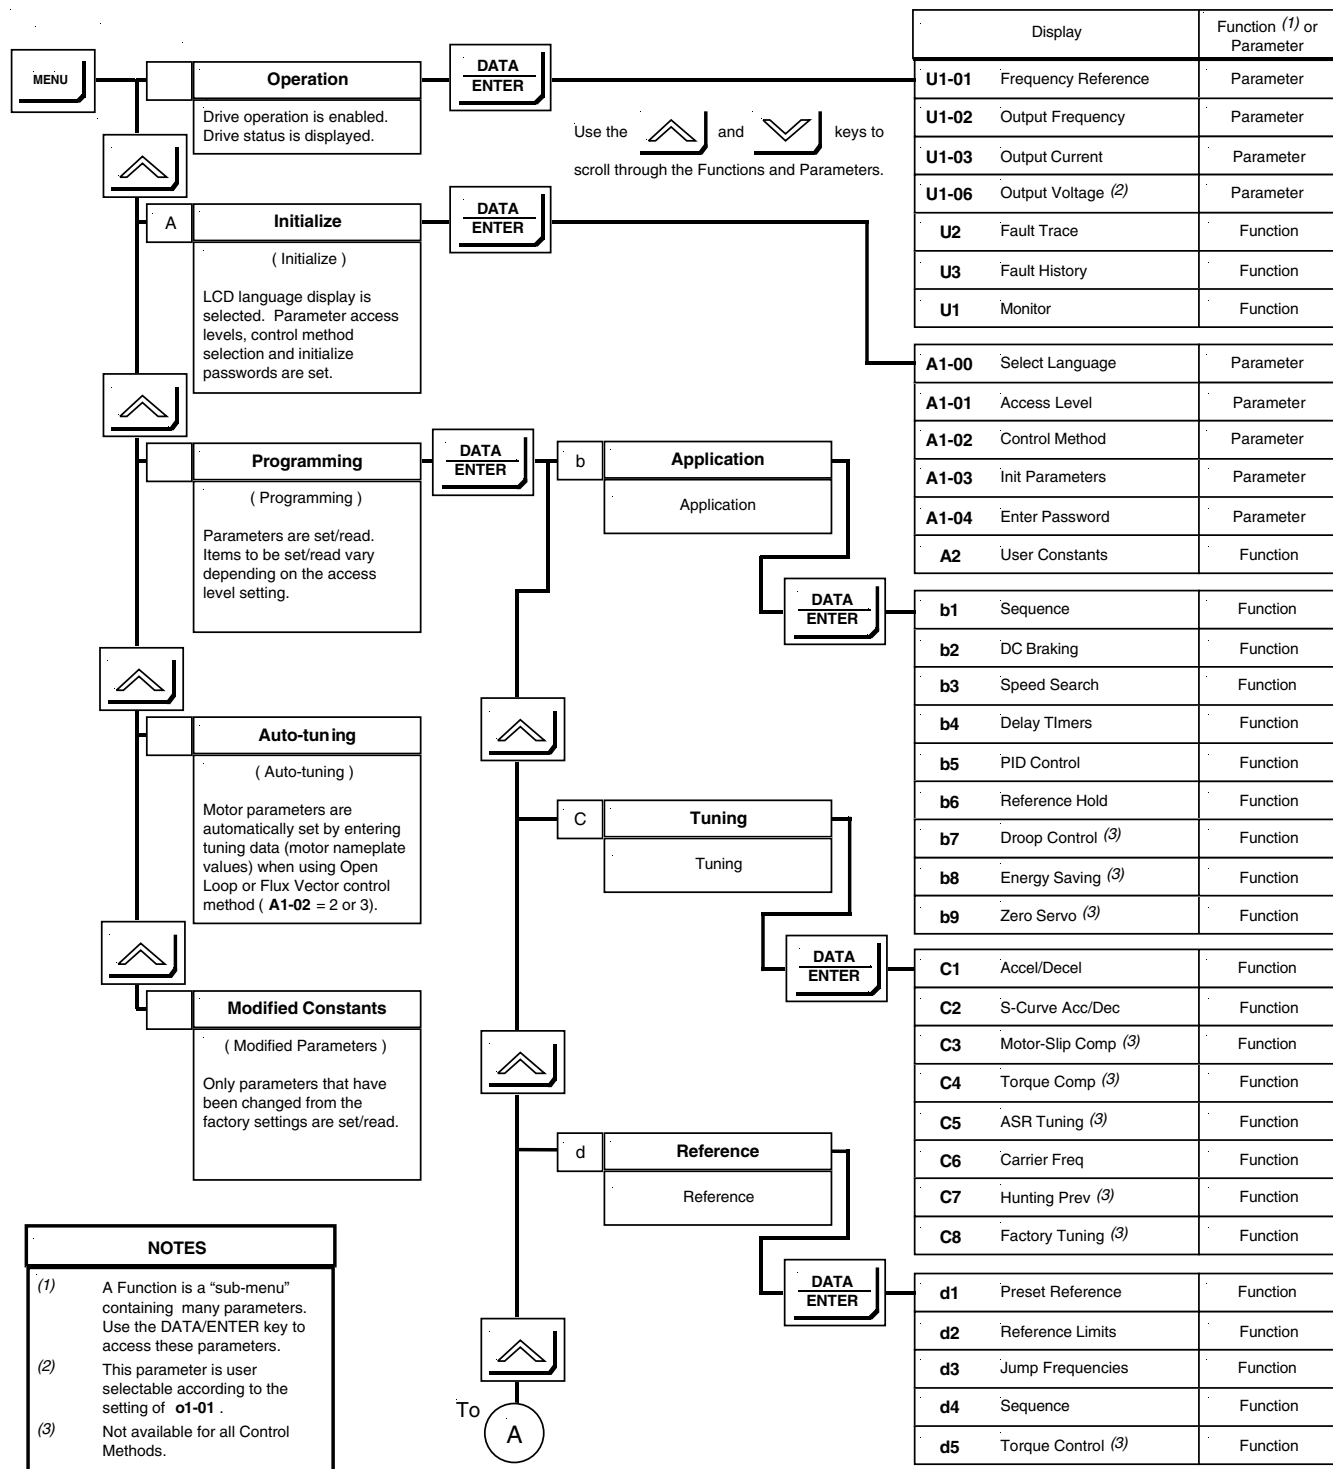 MENU
Operation
Drive operation is enabled.
Drive status is displayed.
DATA
ENTER
Use the and keys to
scroll through the Functions and Parameters.
A
Initialize
( Initialize )
LCD language display is
selected. Parameter access
levels, control method
selection and initialize
passwords are set.
DATA
ENTER
Programming
( Programming )
Parameters are set/read.
Items to be set/read vary
depending on the access
level setting.
DATA
ENTER
Auto-tuning
( Auto-tuning )
Motor parameters are
automatically set by entering
tuning data (motor nameplate
values) when using Open
Loop or Flux Vector control
method ( A1-02 = 2 or 3).
Modified Constants
( Modified Parameters )
Only parameters that have
been changed from the
factory settings are set/read.
b
Application
Application
DATA
ENTER
C
Tuning
Tuning
DATA
ENTER
d
Reference
Reference
DATA
ENTER
To
A
Display Function (1) or
Parameter
U1-01 Frequency Reference Parameter
U1-02 Output Frequency Parameter
U1-03 Output Current Parameter
U1-06 Output Voltage (2) Parameter
U2 Fault Trace Function
U3 Fault History Function
U1 Monitor Function
A1-00 Select Language Parameter
A1-01 Access Level Parameter
A1-02 Control Method Parameter
A1-03 Init Parameters Parameter
A1-04 Enter Password Parameter
A2 User Constants Function
b1 Sequence Function
b2 DC Braking Function
b3 Speed Search Function
b4 Delay TImers Function
b5 PID Control Function
b6 Reference Hold Function
b7 Droop Control (3) Function
b8 Energy Saving (3) Function
b9 Zero Servo (3) Function
C1 Accel/Decel Function
C2 S-Curve Acc/Dec Function
C3 Motor-Slip Comp (3) Function
C4 Torque Comp (3) Function
C5 ASR Tuning (3) Function
C6 Carrier Freq Function
C7 Hunting Prev (3) Function
C8 Factory Tuning (3) Function
d1 Preset Reference Function
d2 Reference Limits Function
d3 Jump Frequencies Function
d4 Sequence Function
d5 Torque Control (3) Function
NOTES
(1) A Function is a “sub-menu”
containing many parameters.
Use the DATA/ENTER key to
access these parameters.
(2) This parameter is user
selectable according to the
setting of o1-01 .
(3) Not available for all Control
Methods.